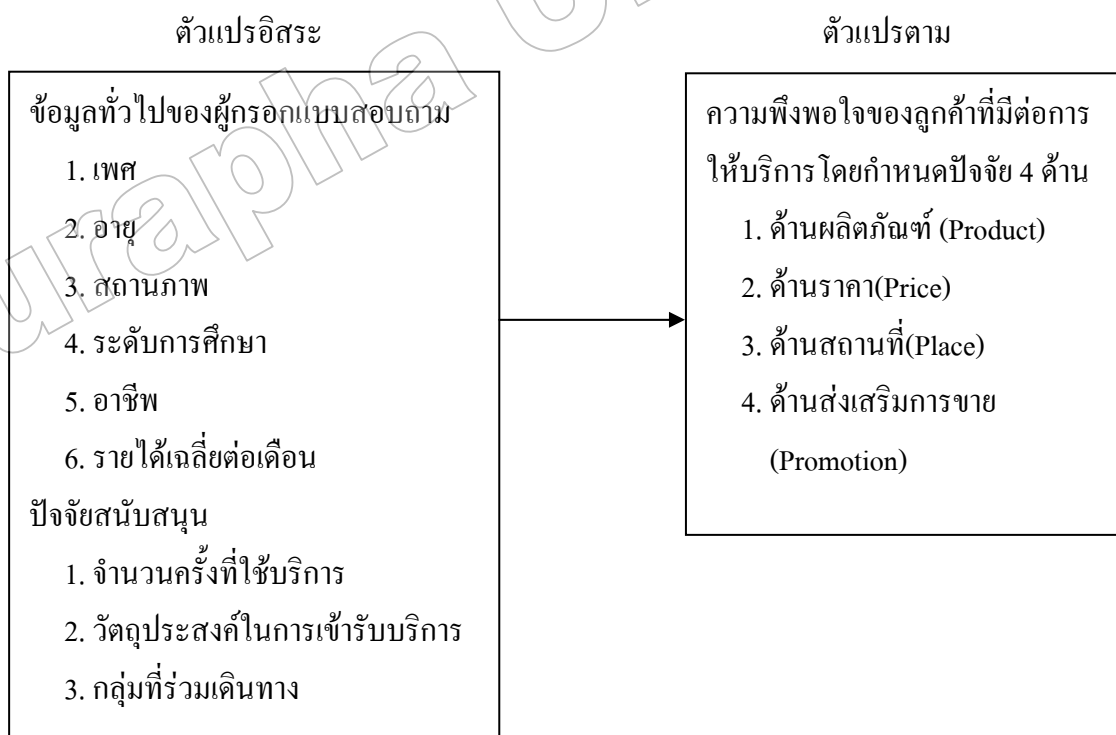 ตัวแปรอิสระ
ข้อมูลทั่วไปของผู้กรอกแบบสอบถาม
1. เพศ
2. อายุ
3. สถานภาพ
4. ระดับการศึกษา
5. อาชีพ
6. รายได้เฉลี่ยต่อเดือน
ปัจจัยสนับสนุน
1. จำนวนครั้งที่ใช้บริการ
2. วัตถุประสงค์ในการเข้ารับบริการ
3. กลุ่มที่ร่วมเดินทาง
ตัวแปรตาม
ความพึงพอใจของลูกค้าที่มีต่อการ
ให้บริการโดยกำหนดปัจจัย 4 ด้าน
1. ด้านผลิตภัณฑ์ (Product)
2. ด้านราคา(Price)
3. ด้านสถานที่(Place)
4. ด้านส่งเสริมการขาย
(Promotion)
urapha